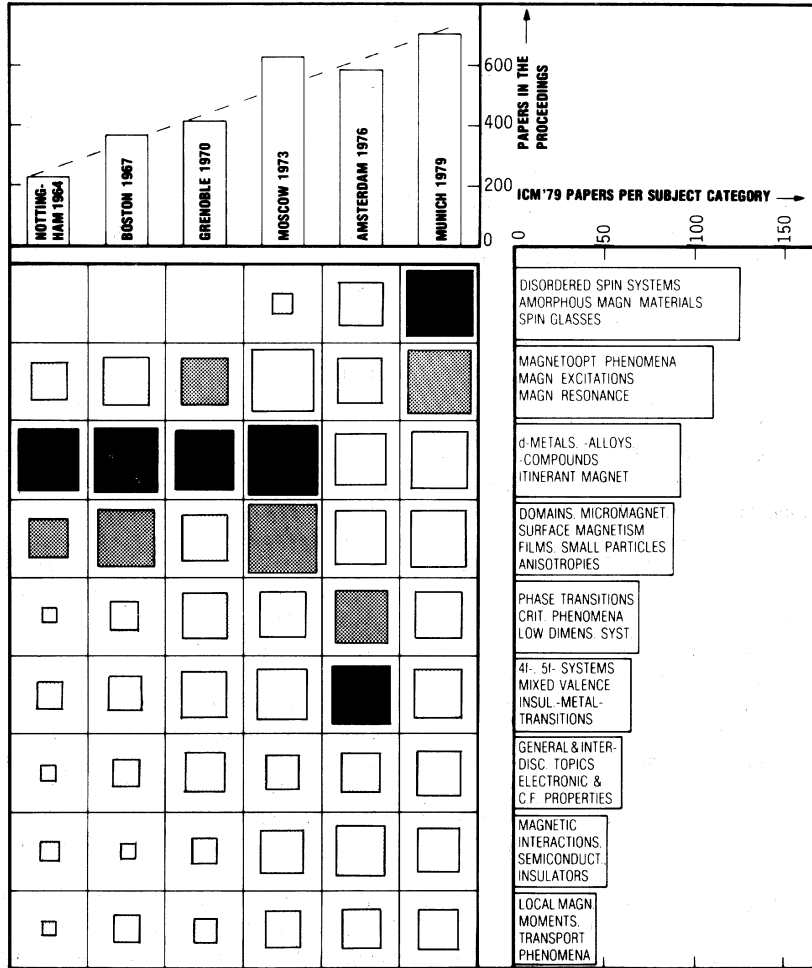 NOTTING-
HAM 1964
BOSTON 1967
GRENOBLE 1970
MOSCOW 1973
AMSTERDAM 1976
MUNICH 1979
600
400
200
0
PAPERS IN THE
PROCEEDINGS
ICM'79 PAPERS PER SUBJECT CATEGORY
0
50
100
150
DISORDERED SPIN SYSTEMS
AMORPHOUS MAGN MATERIALS
SPIN GLASSES
MAGNETOOPT PHENOMENA
MAGN EXCITATIONS
MAGN RESONANCE
d-METALS. -ALLOYS.
-COMPOUNDS
ITINERANT MAGNET.
DOMAINS. MICROMAGNET.
SURFACE MAGNETISM
FILMS. SMALL PARTICLES
ANISOTROPIES
PHASE TRANSITIONS
CRIT. PHENOMENA
LOW DIMENS. SYST.
4f-. 5f- SYSTEMS
MIXED VALENCE
INSUL.-METAL-
TRANSITIONS
GENERAL & INTER-
DISC. TOPICS
ELECTRONIC &
C.F. PROPERTIES
MAGNETIC
INTERACTIONS.
SEMICONDUCT.
INSULATORS
LOCAL MAGN.
MOMENTS.
TRANSPORT
PHENOMENA